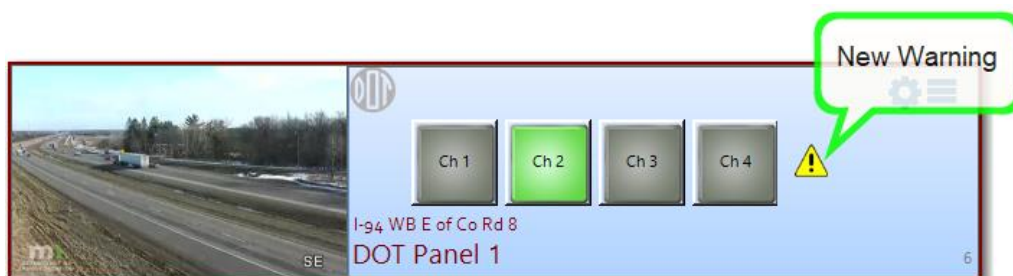 New Warning
DOT
Ch 1
Ch 2
Ch 3
Ch 4
I-94 WB E of Co Rd 8
DOT Panel 1
6
SE